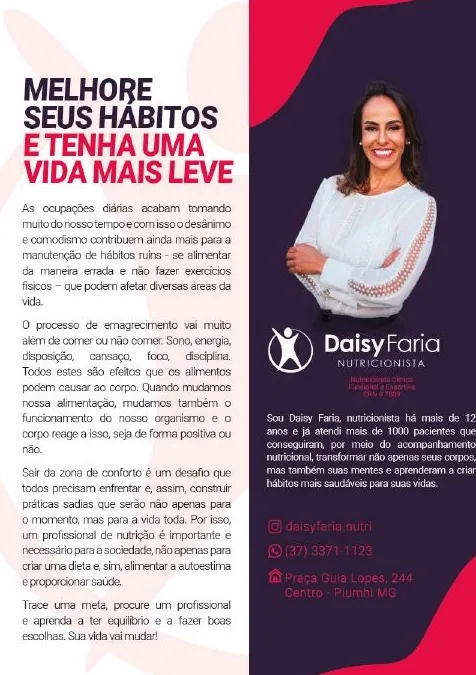 MELHORE
SEUS HÁBITOS
E TENHA UMA
VIDA MAIS LEVE
As ocupações diárias acabam tomando
muito do nosso tempo e com isso o desânimo
e comodismo contribuem ainda mais para a
manutenção de hábitos ruins - se alimentar
da maneira errada e não fazer exercícios
físicos – que podem afetar diversas áreas da
vida.
O processo de emagrecimento vai muito
além de comer ou não comer. Sono, energia,
disposição, cansaço, foco, disciplina.
Todos estes são efeitos que os alimentos
podem causar ao corpo. Quando mudamos
nossa alimentação, mudamos também o
funcionamento do nosso organismo e o
corpo reage a isso, seja de forma positiva ou
não.
Sair da zona de conforto é um desafio que
todos precisam enfrentar e, assim, construir
práticas sadias que serão não apenas para
o momento, mas para a vida toda. Por isso,
um profissional de nutrição é importante e
necessário para a sociedade, não apenas para
criar uma dieta e, sim, alimentar a autoestima
e proporcionar saúde.
Trace uma meta, procure um profissional
e aprenda a ter equilíbrio e a fazer boas
escolhas. Sua vida vai mudar!
Daisy Faria
NUTRICIONISTA
Nutricionista Clínica
Funcional e Esportiva
Sou Daisy Faria, nutricionista há mais de 12
anos e já atendi mais de 1000 pacientes que
conseguiram, por meio do acompanhamento
nutricional, transformar não apenas seus corpos,
mas também suas mentes e aprenderam a criar
hábitos mais saudáveis para suas vidas.
daisyfaria.nutri
(37) 3371-1123
Praça Guia Lopes, 244
Centro - Piumhi MG